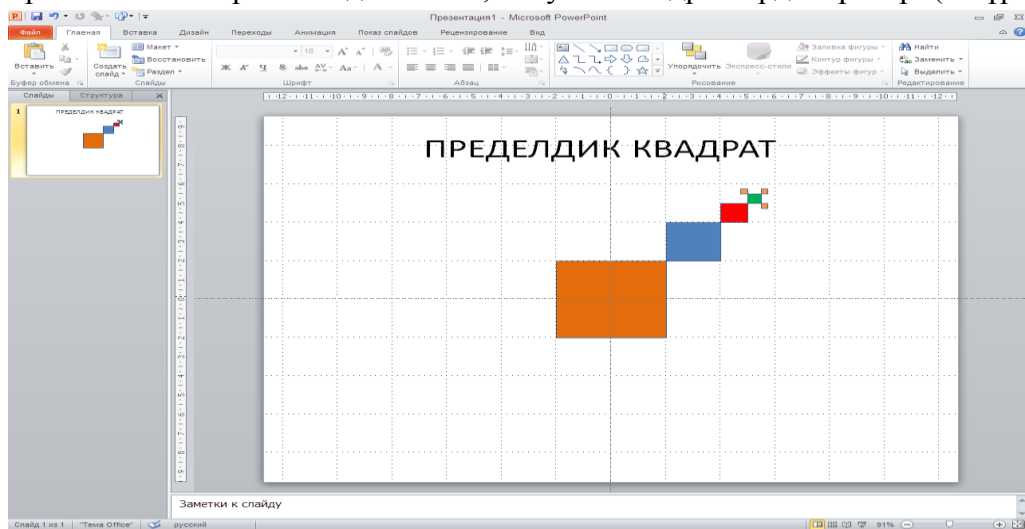 Презентация1 - Microsoft PowerPoint
Файл Главная Вставка Дизайн Переходы Анимация Показ слайдов Рецензирование Вид
Вставить
Создать слайд
Макет
Восстановить
Раздел
Ж К Ч
18
Упорядочить Экспресс-стили
Заливка фигуры
Контур фигуры
Эффекты фигур
Найти
Заменить
Выделить
Буфер обмена Слайды Шрифт Абзац Рисование Редактирование
Слайды Структура
1
ПРЕДЕЛДИК КВАДРАТ
ПРЕДЕЛДИК КВАДРАТ
Заметки к слайду
Слайд 1 из 1 "Тема Office" русский 91%